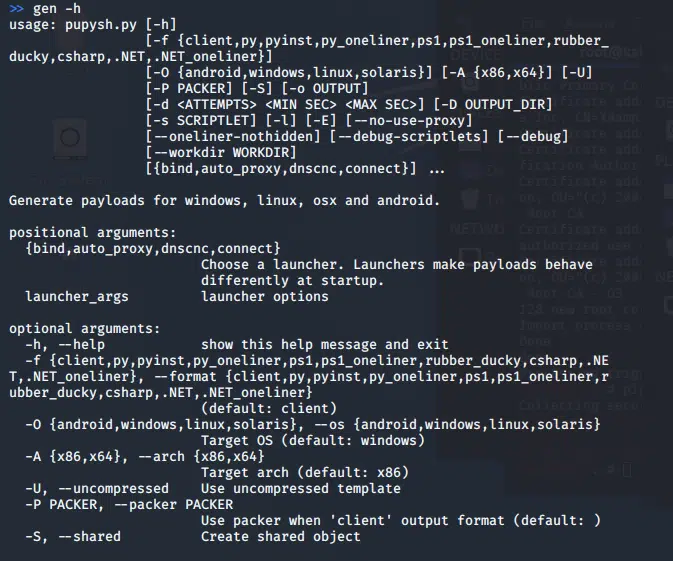 >> gen -h
usage: pupysh.py [-h]
[-f {client,py,pyinst,py_oneliner,ps1,ps1_oneliner,rubber_
ducky,csharp,.NET,.NET_oneliner}]
[-O {android,windows,linux,solaris}] [-A {x86,x64}] [-U]
[-P PACKER] [-S] [-o OUTPUT]
[-d <ATTEMPTS> <MIN SEC> <MAX SEC>] [-D OUTPUT_DIR]
[-s SCRIPTLET] [-l] [-E] [--no-use-proxy]
[--oneliner-nothidden] [--debug-scriptlets] [--debug]
[--workdir WORKDIR]
[{bind,auto_proxy,dnscnc,connect}] ...
Generate payloads for windows, linux, osx and android.
positional arguments:
{bind,auto_proxy,dnscnc,connect}
Choose a launcher. Launchers make payloads behave
differently at startup.
launcher_args launcher options
optional arguments:
-h, --help show this help message and exit
-f {client,py,pyinst,py_oneliner,ps1,ps1_oneliner,rubber_ducky,csharp,.NE
T,.NET_oneliner}, --format {client,py,pyinst,py_oneliner,ps1,ps1_oneliner,r
ubber_ducky,csharp,.NET,.NET_oneliner}
(default: client)
-O {android,windows,linux,solaris}, --os {android,windows,linux,solaris}
Target OS (default: windows)
-A {x86,x64}, --arch {x86,x64}
Target arch (default: x86)
-U, --uncompressed Use uncompressed template
-P PACKER, --packer PACKER
Use packer when 'client' output format (default: )
-S, --shared Create shared object